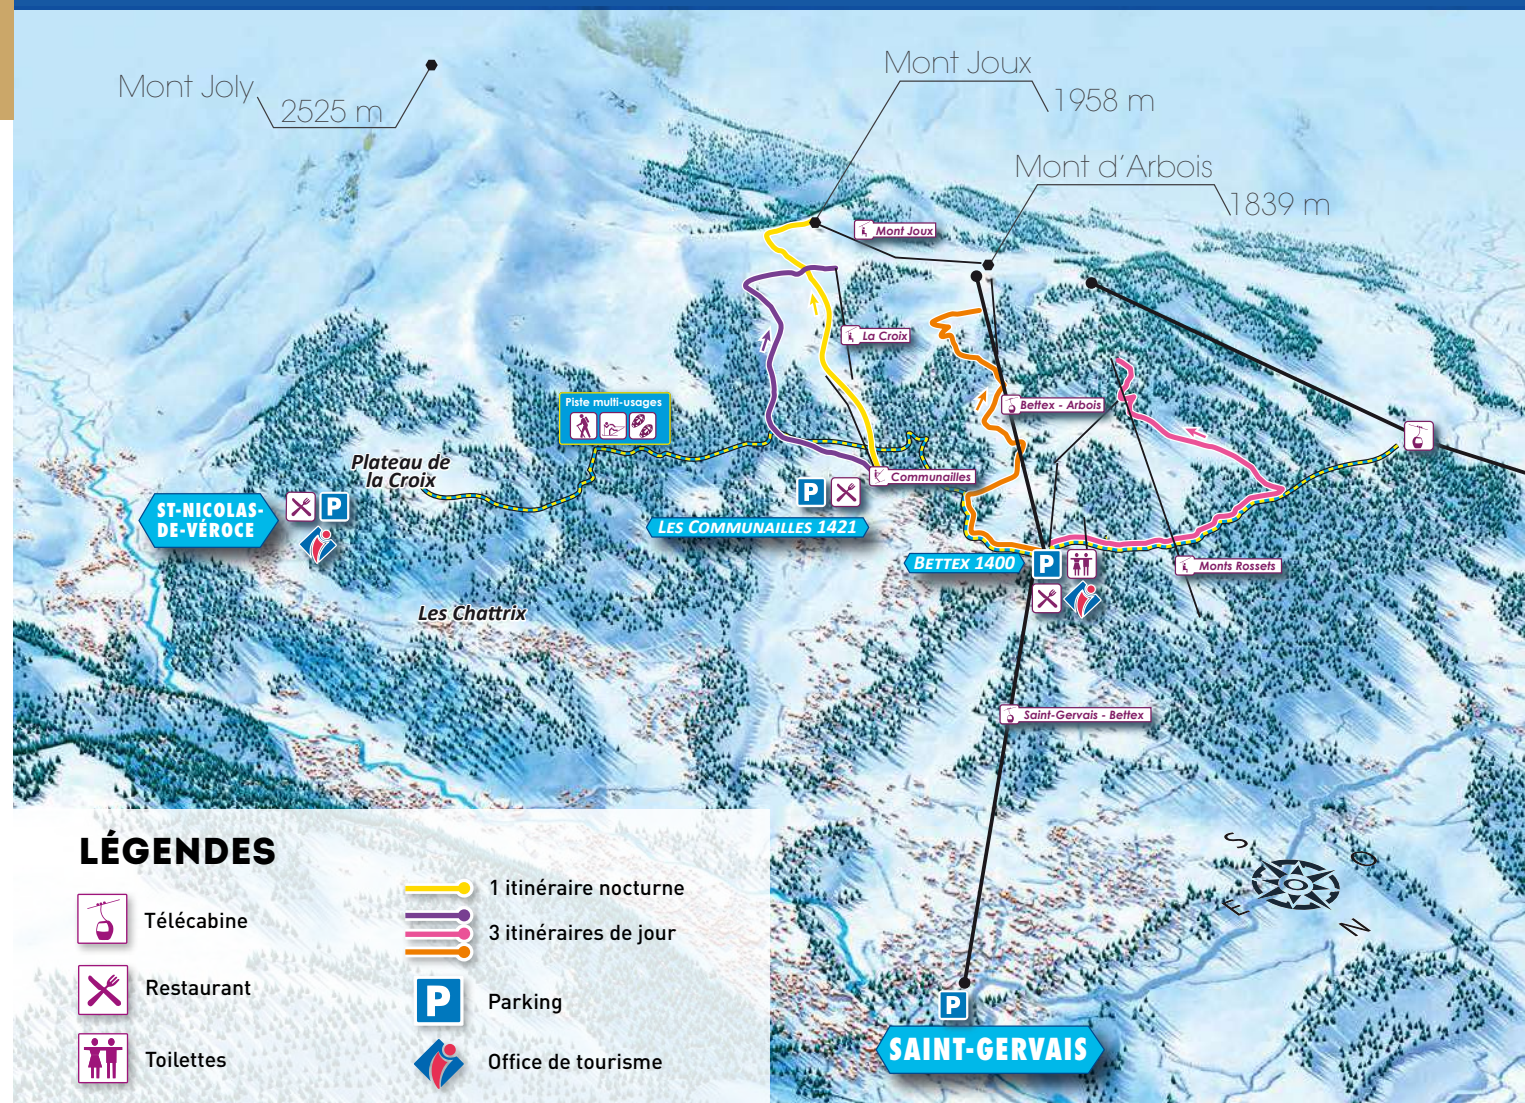 Mont Joly
2525 m
Mont Joux
1958 m
Mont d'Arbois
1839 m
Mont Joux
La Croix
Bettex - Arbois
Piste multi-usages
Plateau de
la Croix
Communailles
ST-NICOLAS-
DE-VÉROCE
P
P
LES COMMUNAILLES 1421
BETTEX 1400
P
Monts Rossets
Les Chattrix
Saint-Gervais - Bettex
S
O
E
N
P
SAINT-GERVAIS
LÉGENDES
Télécabine
Restaurant
Toilettes
1 itinéraire nocturne
3 itinéraires de jour
P
Parking
Office de tourisme